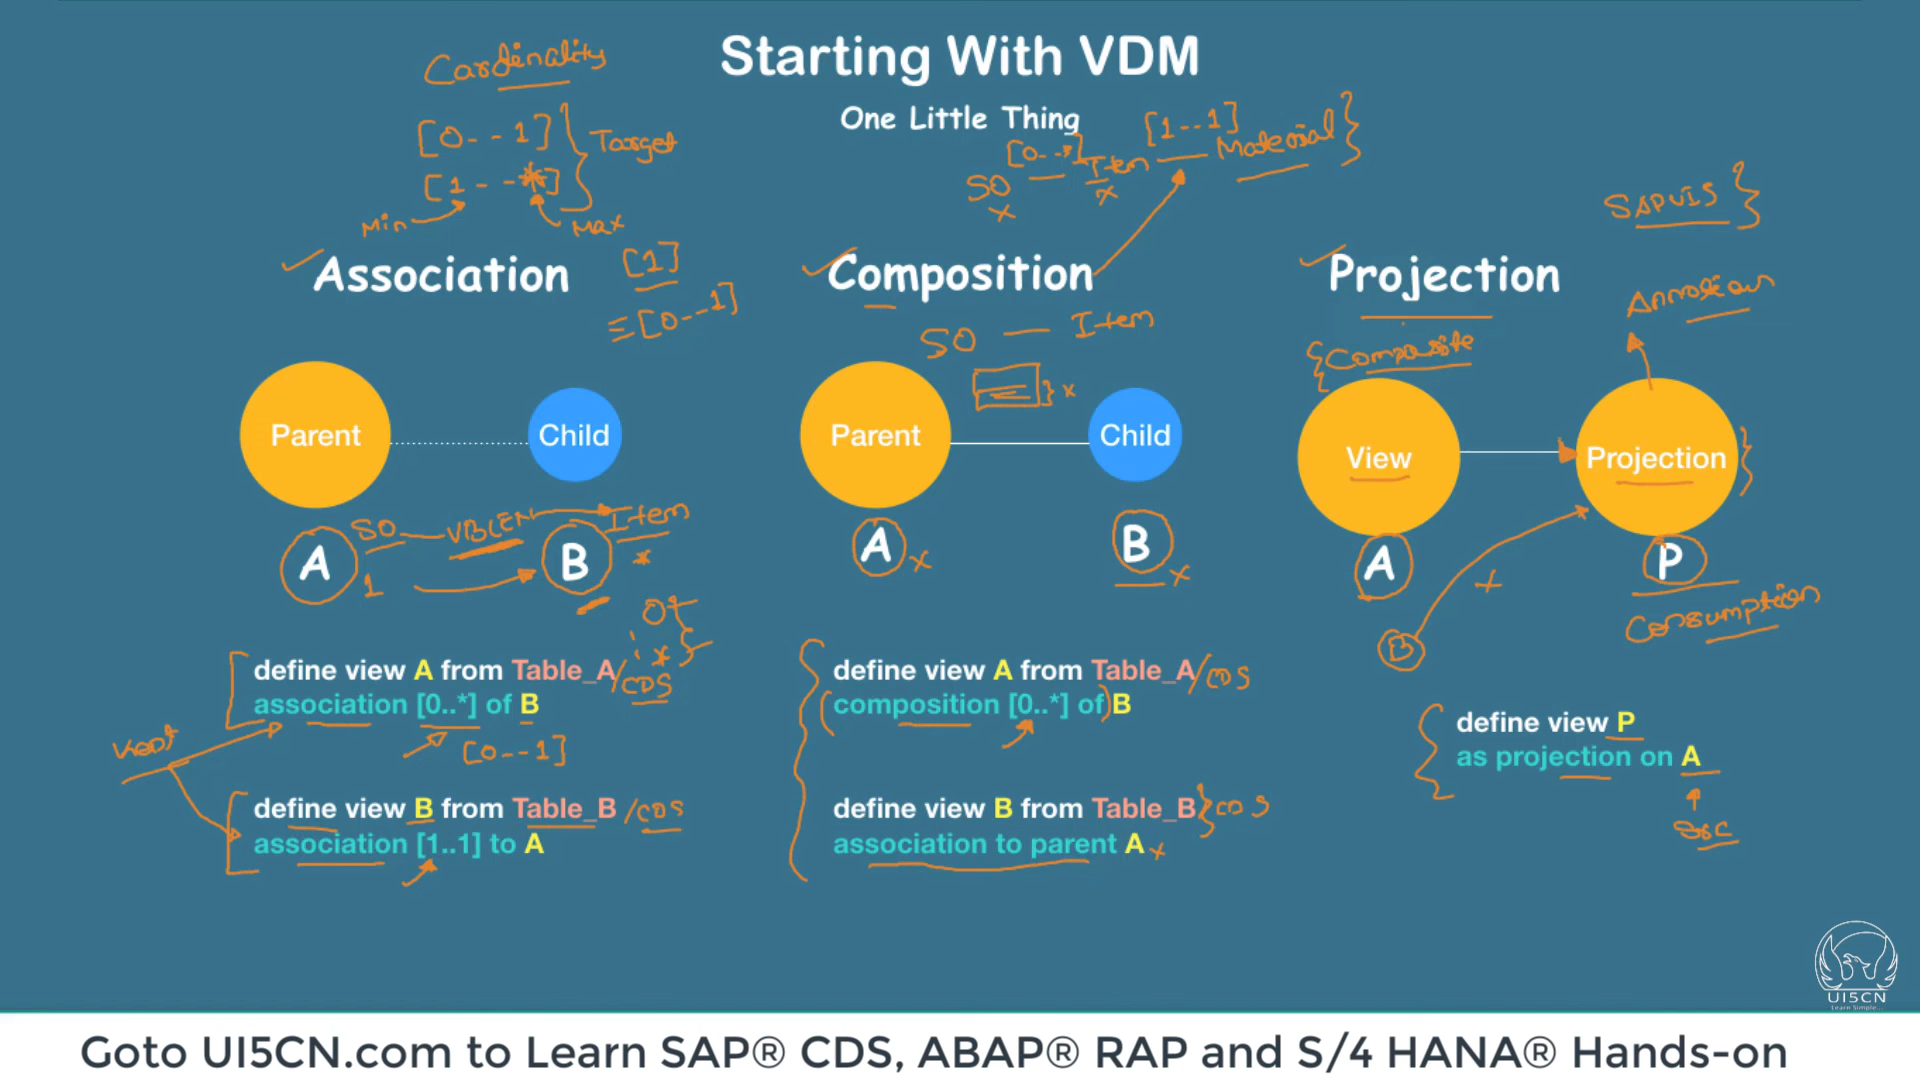 Starting With VDM
One Little Thing
Cardinality
[0--1]
[1--*]
Target
Min
Max
[0--*]
[1--1]
SO
Item
Material
x
x
SAPUI5
Association
[1]
≡[0--1]
Composition
SO — Item
x
Projection
{Composite
Parent
Child
Parent
Child
View
Projection
SO — VBLEN
Item
A
1
B
*
A x
B x
A
P
Consumption
B
x
define view A from Table_A/CDS
association [0..*] of B
[0--1]
define view B from Table_B /CDS
association [1..1] to A
define view A from Table_A/CDS
composition [0..*] of B
define view B from Table_B CDS
association to parent A x
define view P
as projection on A
UI5CN
Learn Simple...
Goto UI5CN.com to Learn SAP® CDS, ABAP® RAP and S/4 HANA® Hands-on